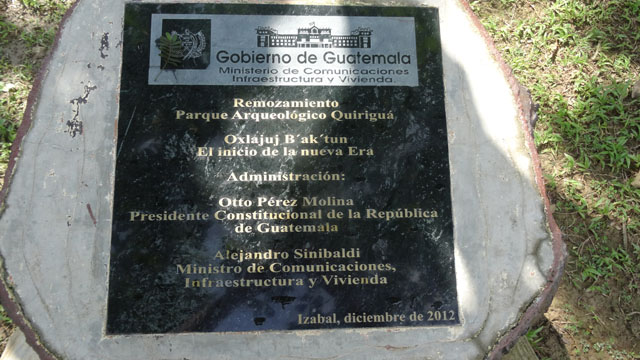 Gobierno de Guatemala
Ministerio de Comunicaciones
Infraestructura y Vivienda
Remozamiento
Parque Arqueológico Quiriguá
Oxlajuj B´ak´tun
El inicio de la nueva Era
Administración:
Otto Pérez Molina
Presidente Constitucional de la República
de Guatemala
Alejandro Sinibaldi
Ministro de Comunicaciones,
Infraestructura y Vivienda
Izabal, diciembre de 2012